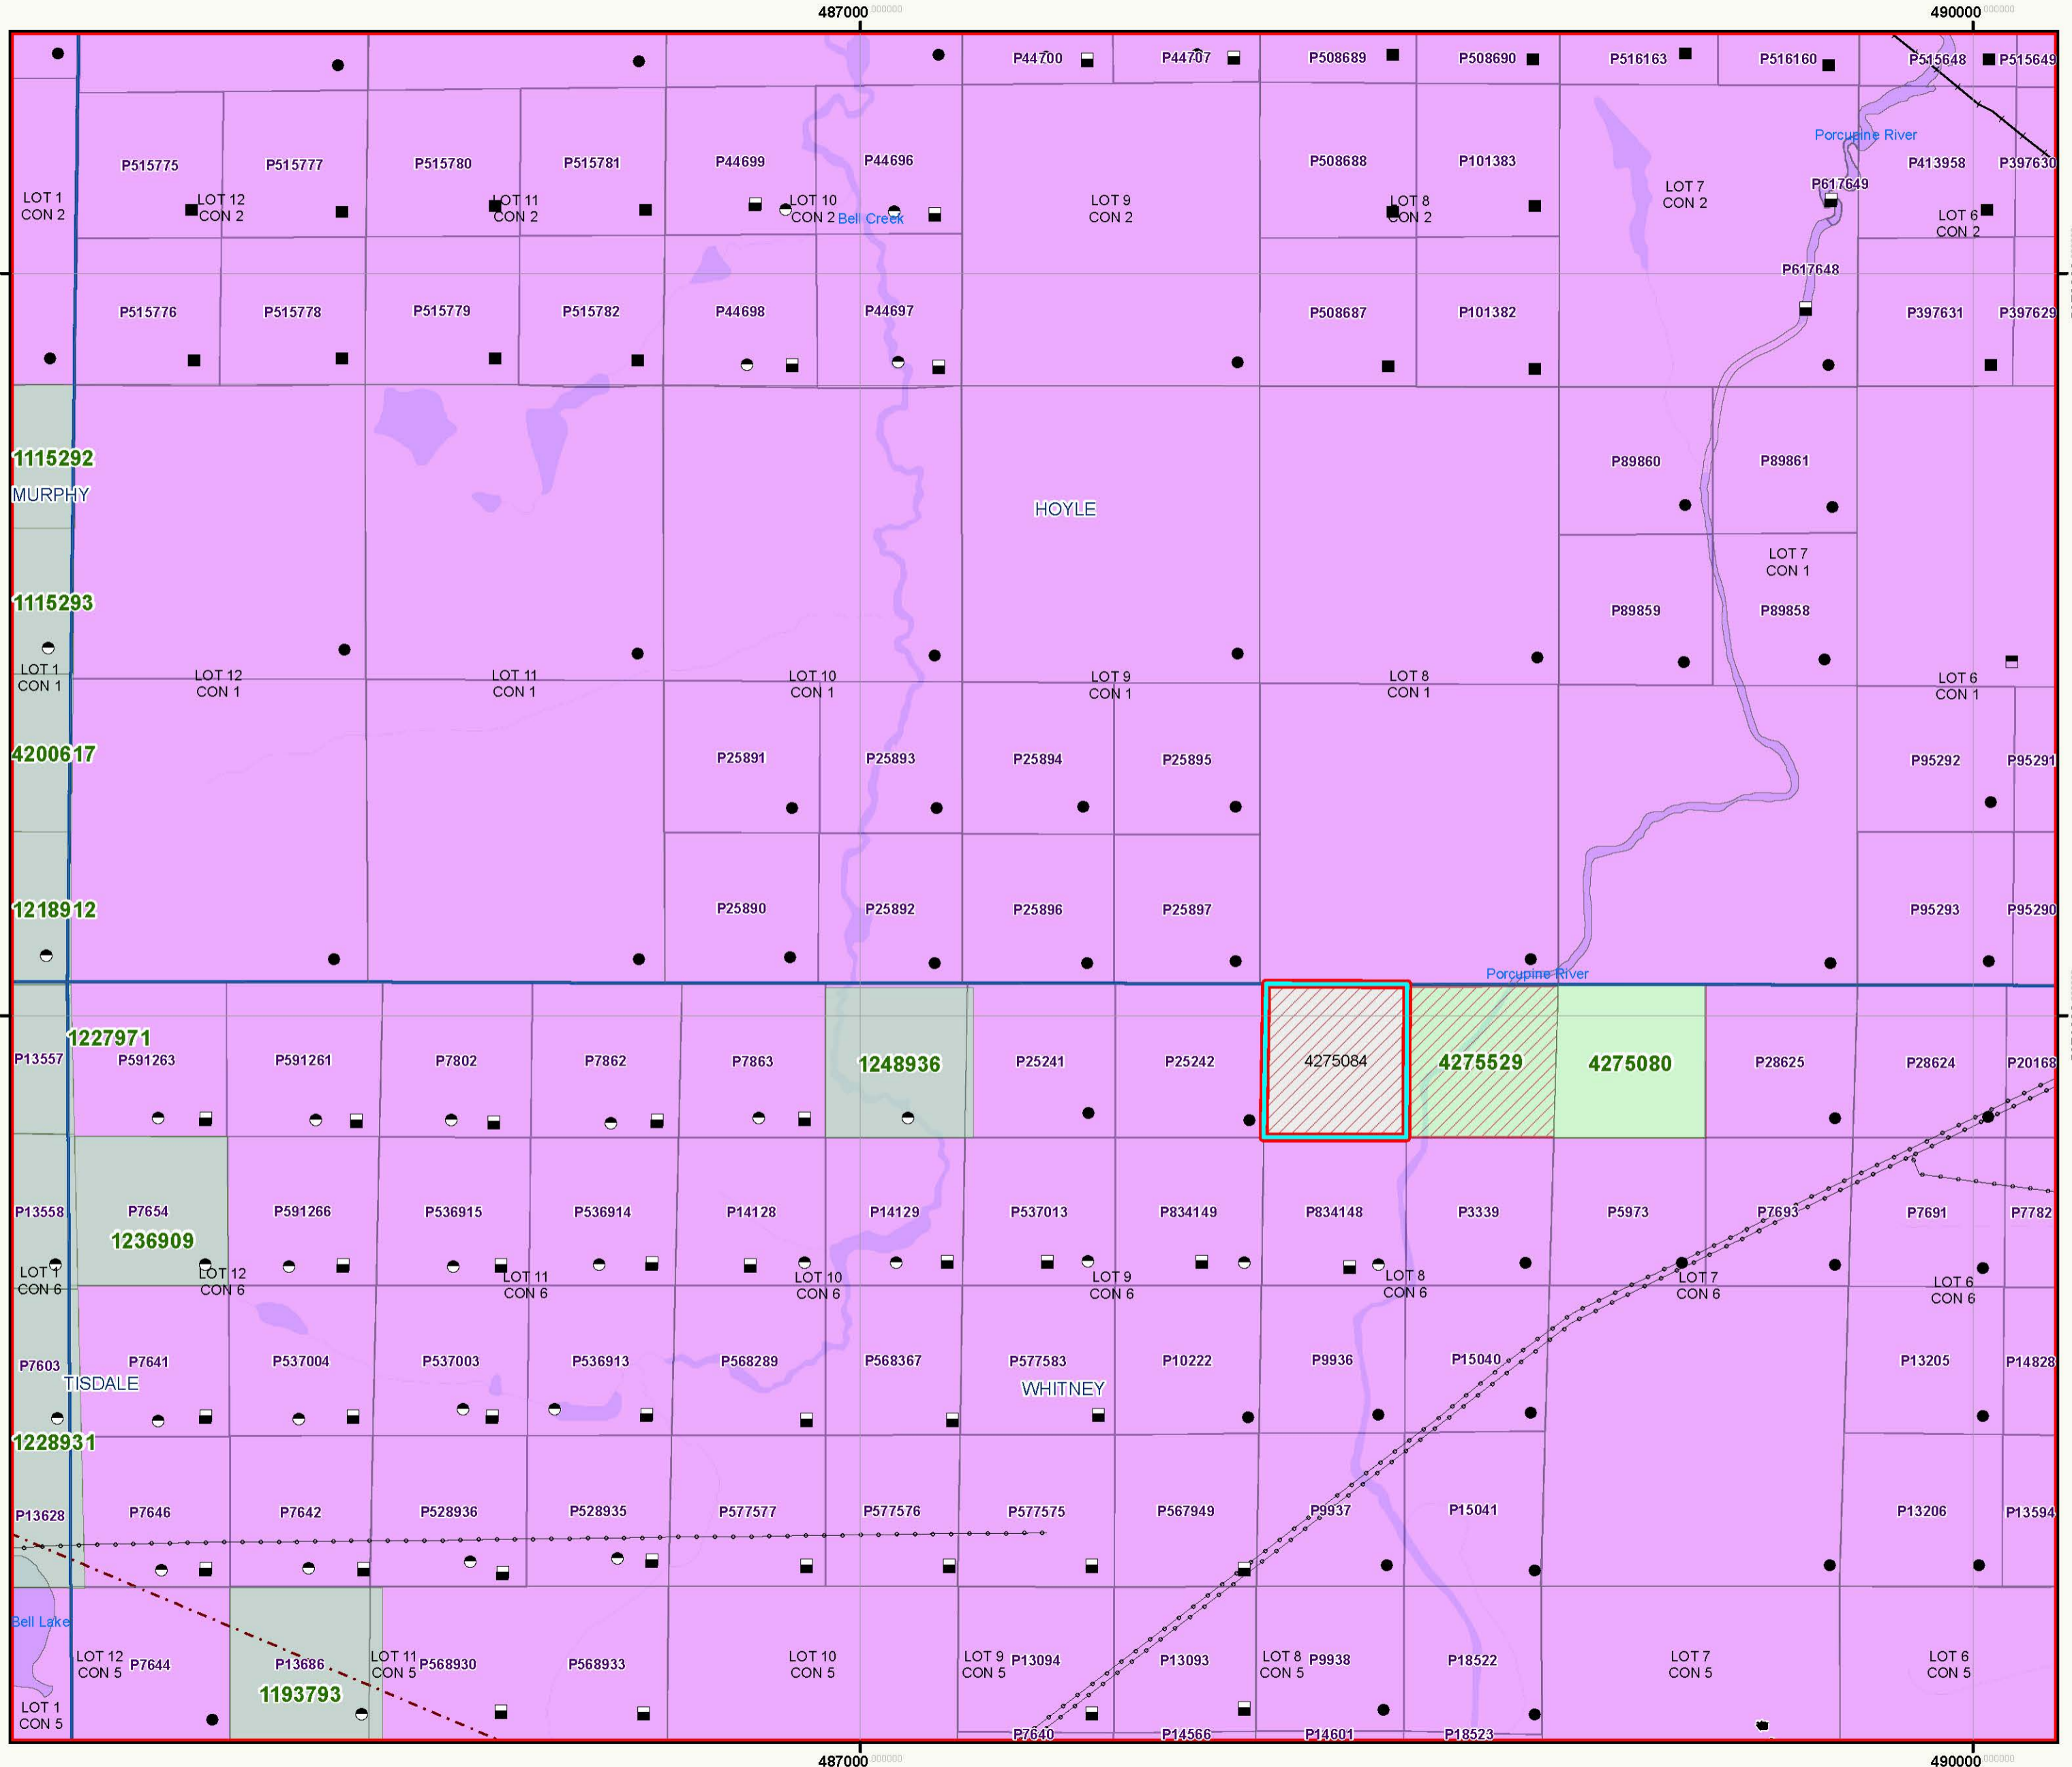 487000.000000 490000.000000
P44700 P44707 P508689 P508690 P516163 P516160 P515648 P515649
Porcupine River
P515775 P515777 P515780 P515781 P44699 P44696 P508688 P101383 P413958 P397630
P617649
LOT 1
CON 2
LOT 12
CON 2
LOT 11
CON 2
LOT 10
CON 2
Bell Creek
LOT 9
CON 2
LOT 8
CON 2
LOT 7
CON 2
LOT 6
CON 2
P617648
P515776 P515778 P515779 P515782 P44698 P44697 P508687 P101382 P397631 P397629
1115292
P89860 P89861
MURPHY
HOYLE
LOT 7
CON 1
1115293
P89859 P89858
LOT 1
CON 1
LOT 12
CON 1
LOT 11
CON 1
LOT 10
CON 1
LOT 9
CON 1
LOT 8
CON 1
LOT 6
CON 1
4200617
P25891 P25893 P25894 P25895 P95292 P95291
1218912
P25890 P25892 P25896 P25897 P95293 P95290
Porcupine River
1227971
P13557 P591263 P591261 P7802 P7862 P7863 1248936 P25241 P25242 4275084 4275529 4275080 P28625 P28624 P20168
P13558 P7654 P591266 P536915 P536914 P14128 P14129 P537013 P834149 P834148 P3339 P5973 P7693 P7691 P7782
1236909
LOT 1
CON 6
LOT 12
CON 6
LOT 11
CON 6
LOT 10
CON 6
LOT 9
CON 6
LOT 8
CON 6
LOT 7
CON 6
LOT 6
CON 6
P7603 P7641 P537004 P537003 P536913 P568289 P568367 P577583 P10222 P9936 P15040 P13205 P14828
TISDALE
WHITNEY
1228931
P13628 P7646 P7642 P528936 P528935 P577577 P577576 P577575 P567949 P9937 P15041 P13206 P13594
Bell Lake
LOT 12
CON 5
P7644 P13686
LOT 11
CON 5
P568930 P568933
LOT 10
CON 5
LOT 9
CON 5
P13094 P13093
LOT 8
CON 5
P9938 P18522
LOT 7
CON 5
LOT 6
CON 5
1193793
LOT 1
CON 5
P7640 P14566 P14601 P18523
487000.000000 490000.000000